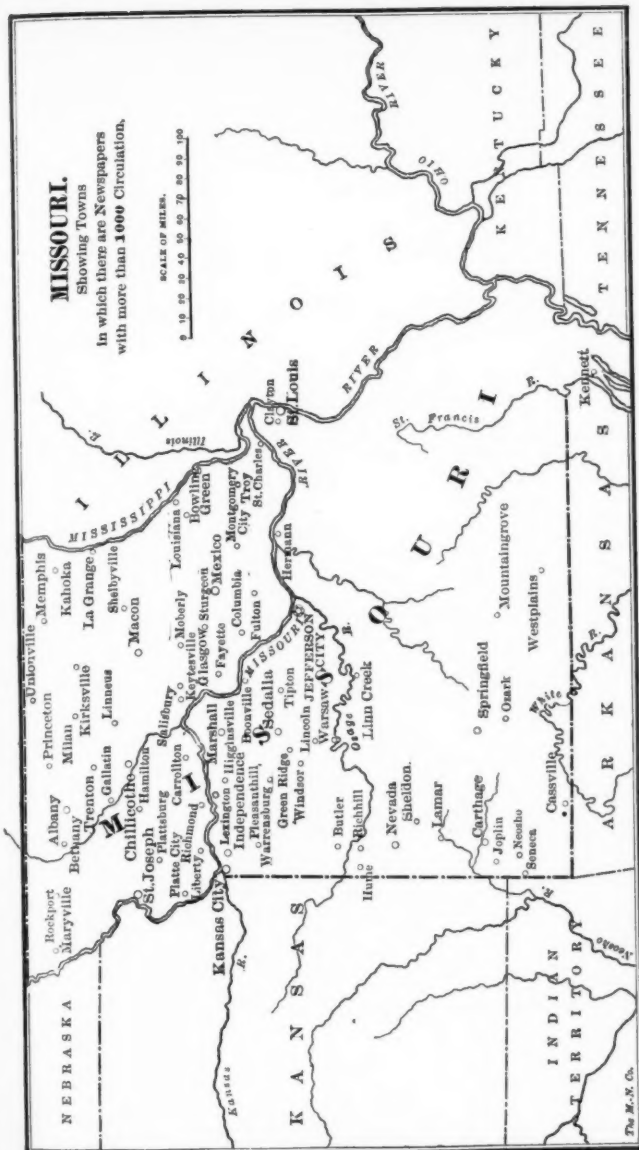 MISSOURI.
Showing Towns
in which there are Newspapers
with more than 1000 Circulation.
SCALE OF MILES.
0 10 20 30 40 50 60 70 80 90 100
NEBRASKA
KANSAS
INDIAN
TERRITORY
ARKANSAS
TENNESSEE
KENTUCKY
ILLINOIS
MISSOURI
MISSISSIPPI
RIVER
Illinois R.
OHIO
RIVER
MISSOURI
RIVER
Kansas R.
Osage R.
St. Francis R.
White R.
Neosho R.
Rockport
Maryville
Albany
Bethany
Princeton
Unionville
Memphis
Kahoka
La Grange
Milan
Kirksville
Trenton
Gallatin
Linneus
Shelbyville
Macon
Chillicothe
Hamilton
St. Joseph
Plattsburg
Platte City
Richmond
Liberty
Carrollton
Salisbury
Keytesville
Glasgow
Moberly
Sturgeon
Fayette
Mexico
Louisiana
Bowling
Green
Montgomery
City
Troy
St. Charles
Clayton
St. Louis
Kansas City
Lexington
Independence
Higginsville
Marshall
Boonville
Columbia
Fulton
Hermann
Pleasanthill
Warrensburg
Sedalia
Tipton
JEFFERSON
CITY
Green Ridge
Windsor
Lincoln
Warsaw
Linn Creek
Butler
Richhill
Hume
Nevada
Sheldon
Lamar
Carthage
Joplin
Neosho
Seneca
Cassville
Springfield
Ozark
Mountaingrove
Westplains
Kennett
The M.-N. Co.